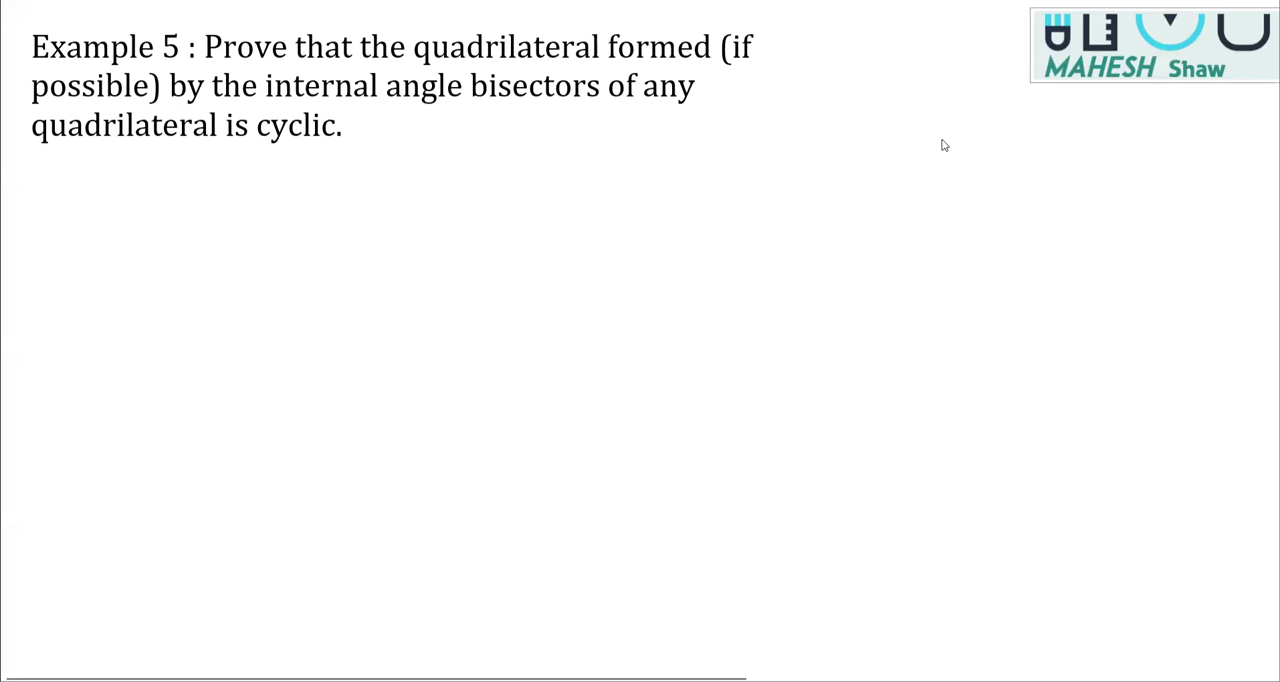 Example 5 : Prove that the quadrilateral formed (if
possible) by the internal angle bisectors of any
quadrilateral is cyclic.
MAHESH Shaw